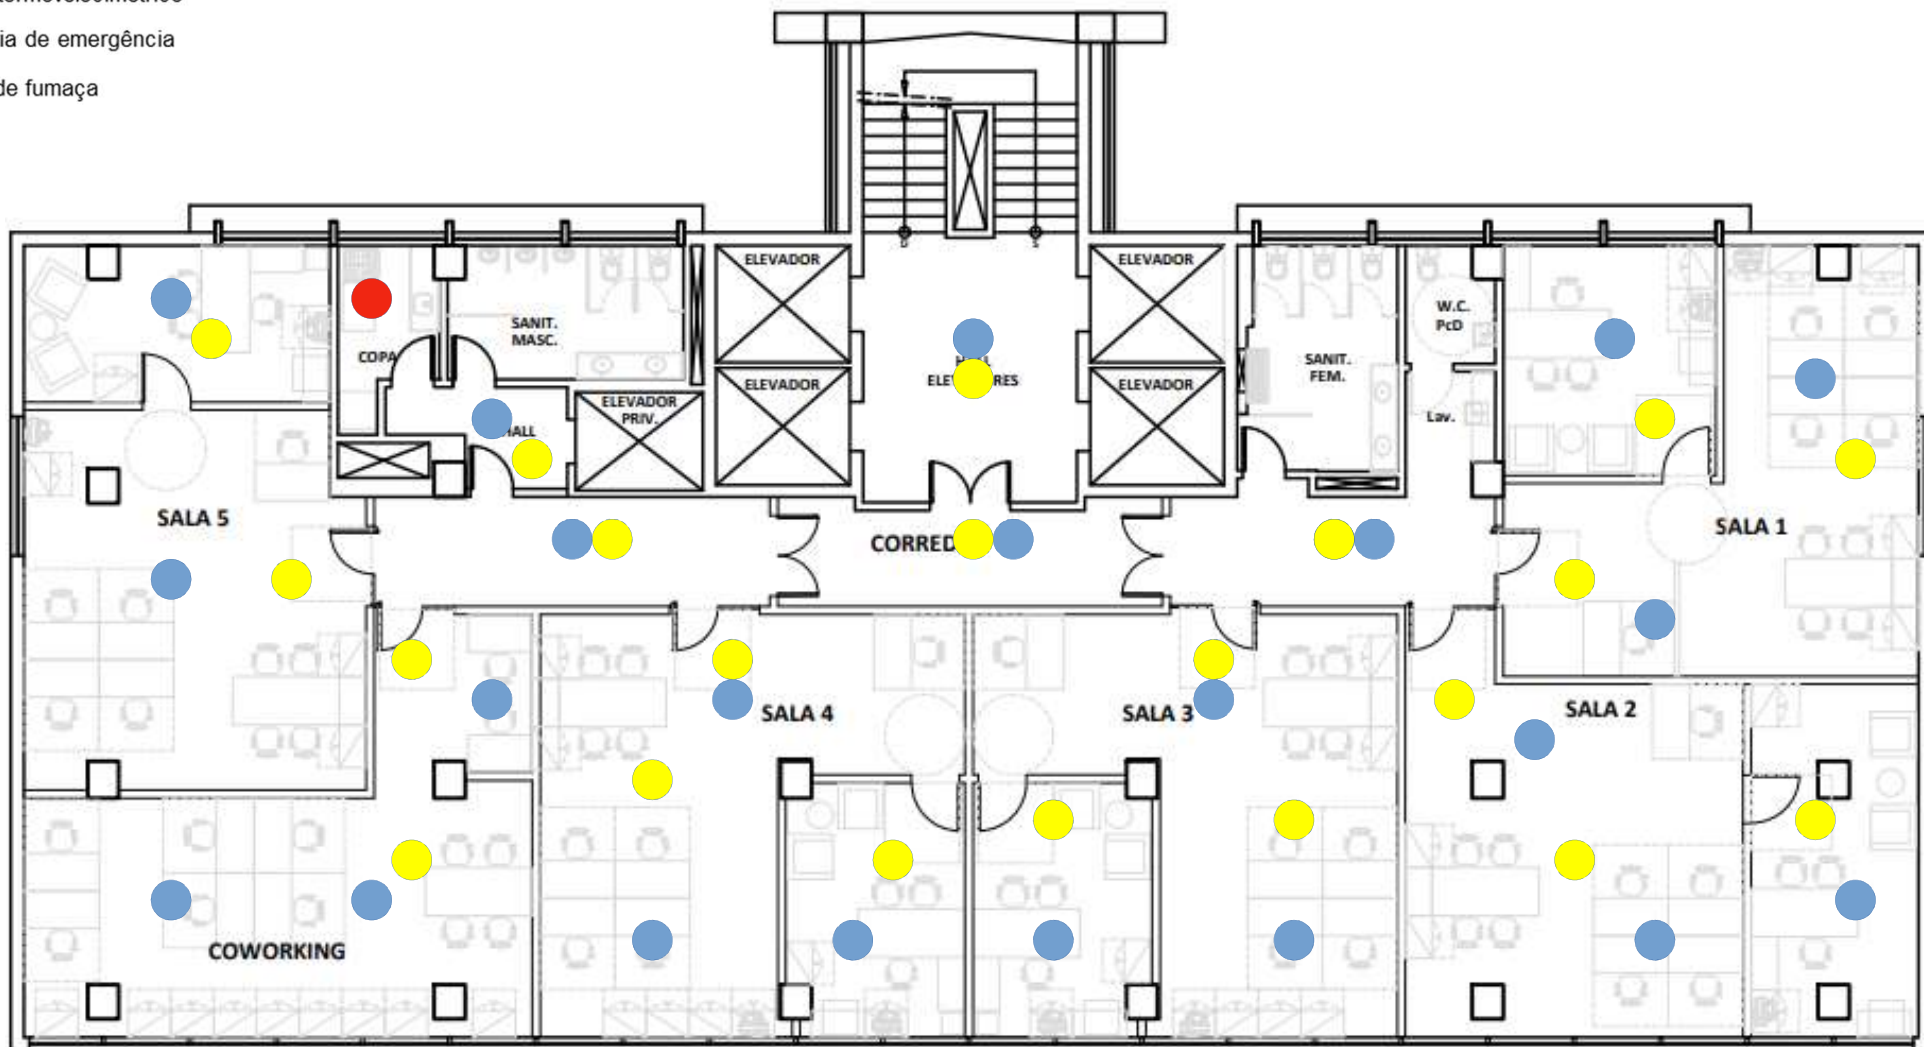 ia de emergência
de fumaça
ELEVADOR
ELEVADOR
SANIT.
MASC.
W.C.
PcD
COPA
SANIT.
FEM.
ELEVADOR
ELEVADOR
ELEVADOR
PRIV.
Lav.
SALA 5
SALA 1
SALA 4
SALA 3
SALA 2
COWORKING